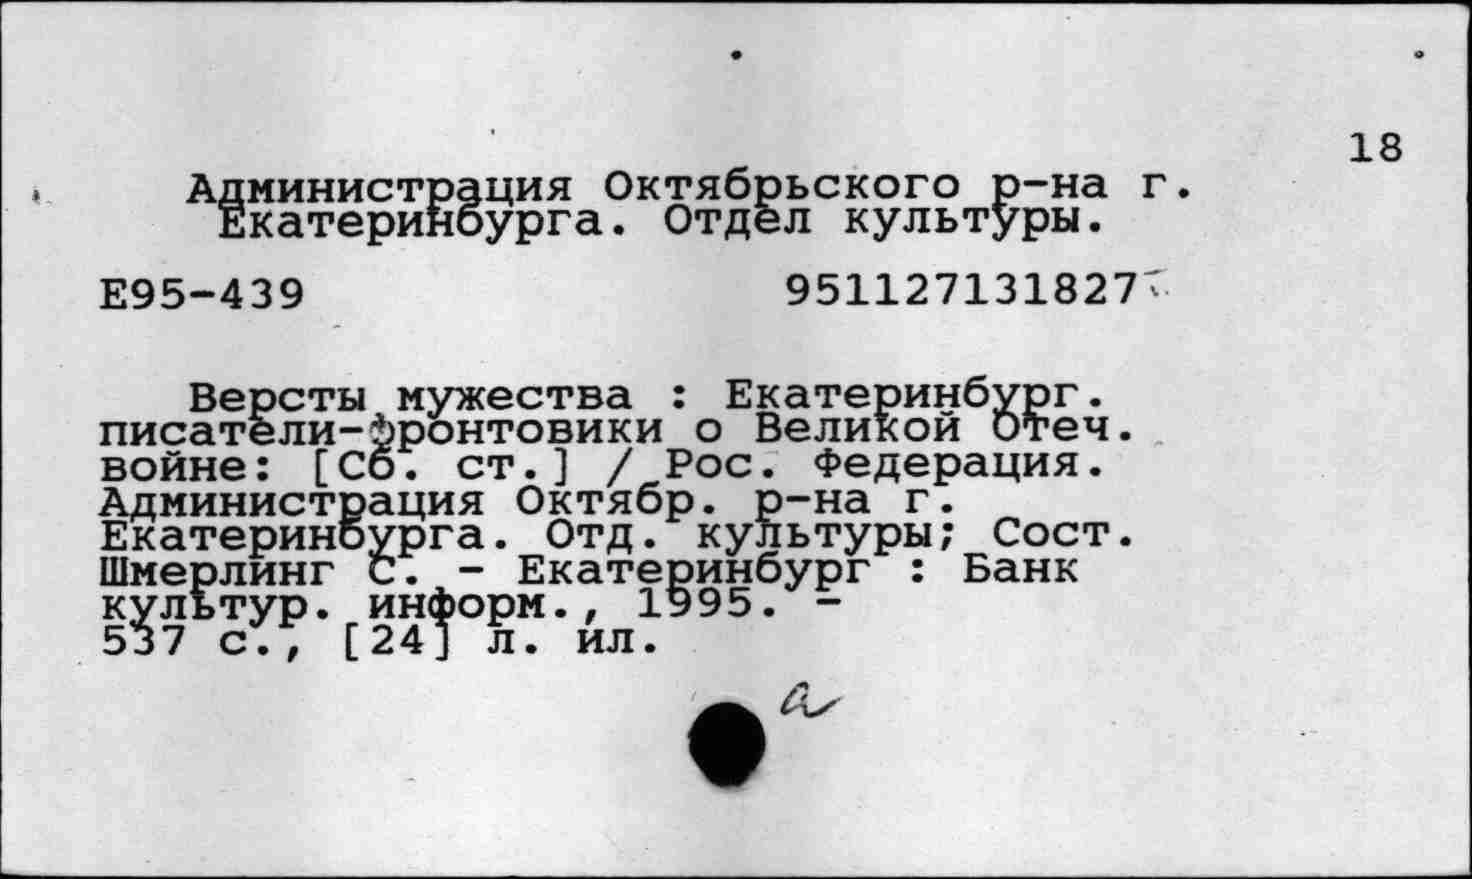 18
Администрация Октябрьского р-на г.
Екатеринбурга. Отдел культуры.
Е95-439 951127131827
Версты мужества : Екатеринбург.
писатели-фронтовики о Великой Отеч.
войне: [Сб. ст.] / Рос. Федерация.
Администрация Октябр. р-на г.
Екатеринбурга. Отд. культуры; Сост.
Шмерлинг С. - Екатеринбург : Банк
культур. информ., 1995. -
537 с., [24] л. ил.